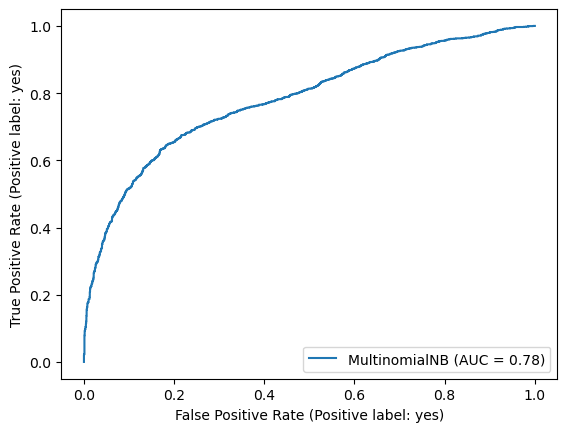 True Positive Rate (Positive label: yes)
1.0
0.8
0.6
0.4
0.2
0.0
MultinomialNB (AUC = 0.78)
0.0 0.2 0.4 0.6 0.8 1.0
False Positive Rate (Positive label: yes)